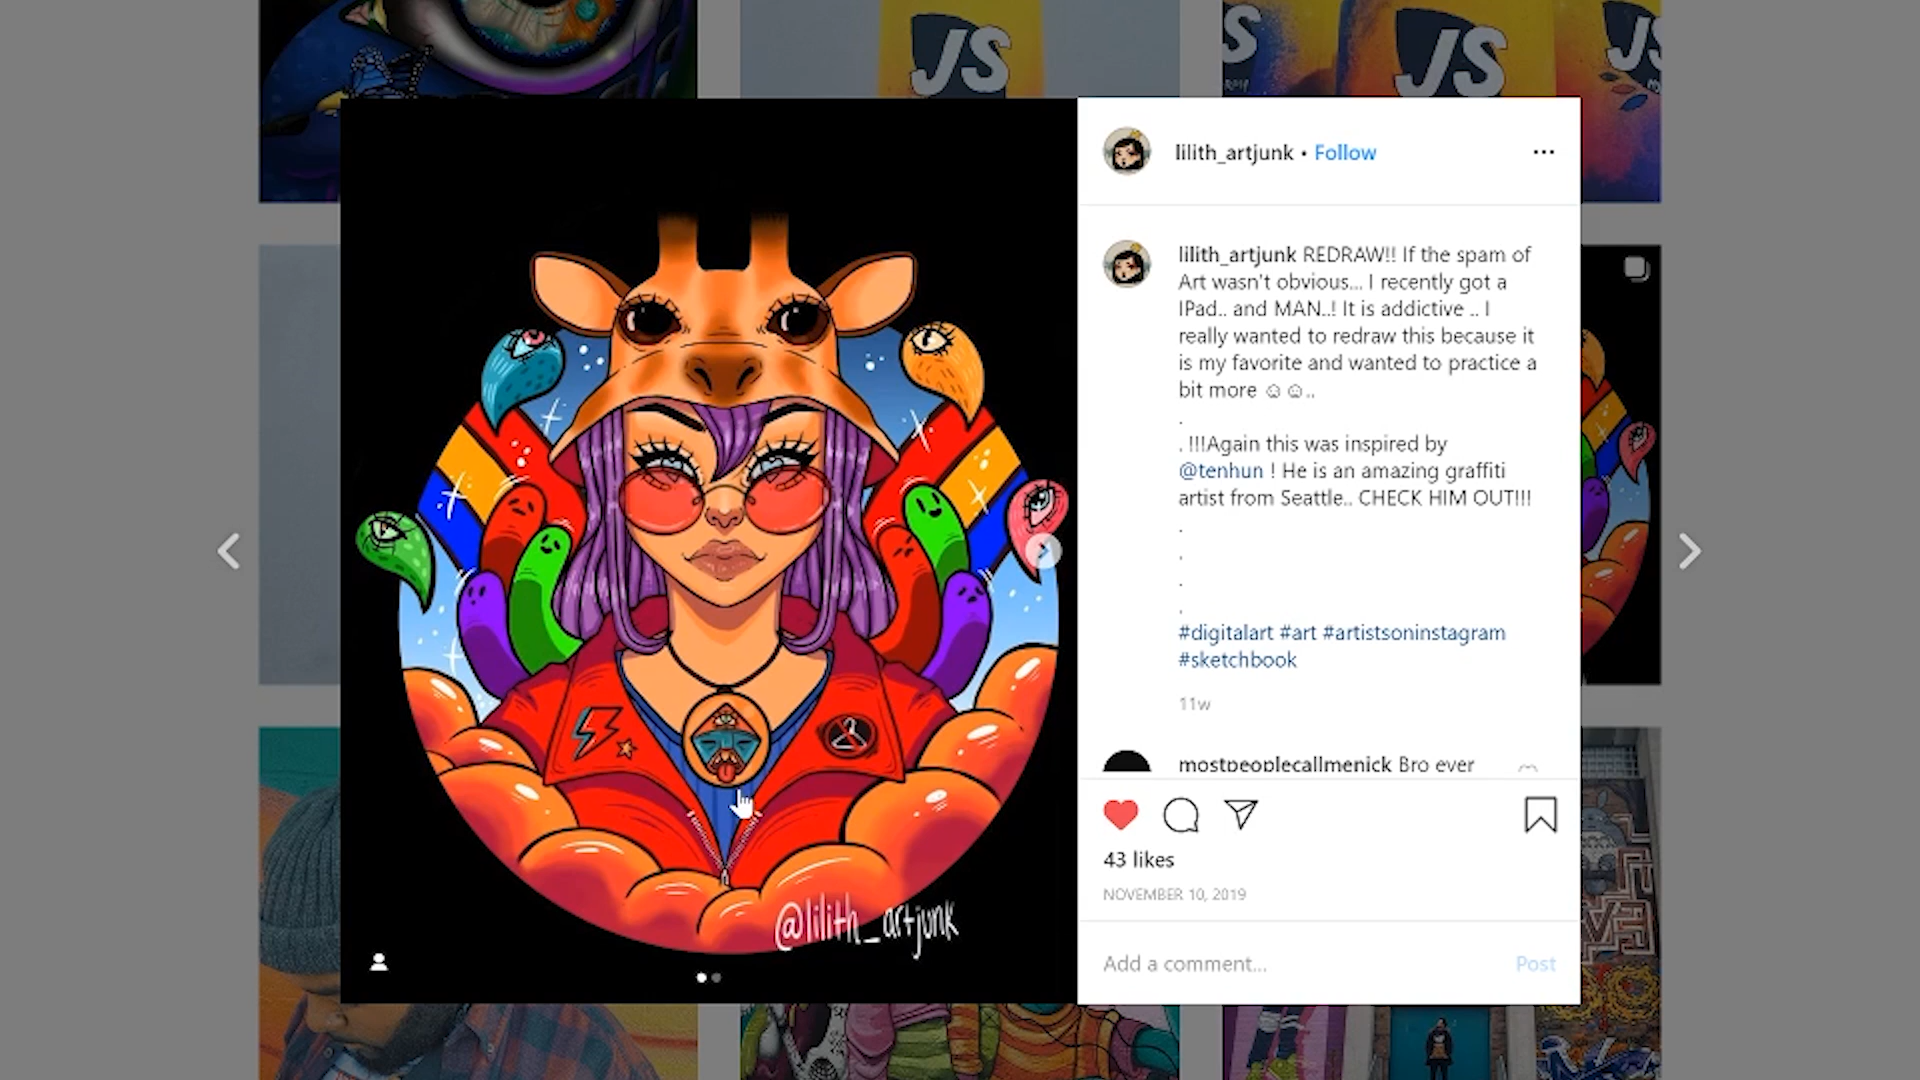 JS
JS
JS
lilith_artjunk • Follow
lilith_artjunk REDRAW!! If the spam of
Art wasn't obvious... I recently got a
IPad.. and MAN..! It is addictive .. I
really wanted to redraw this because it
is my favorite and wanted to practice a
bit more ☺☺..
.
. !!!Again this was inspired by
@tenhun ! He is an amazing graffiti
artist from Seattle.. CHECK HIM OUT!!!
.
.
.
.
#digitalart #art #artistsoninstagram
#sketchbook
11w
mostpeoplecallmenick Bro ever
43 likes
NOVEMBER 10, 2019
@lilith_artjunk
Add a comment... Post